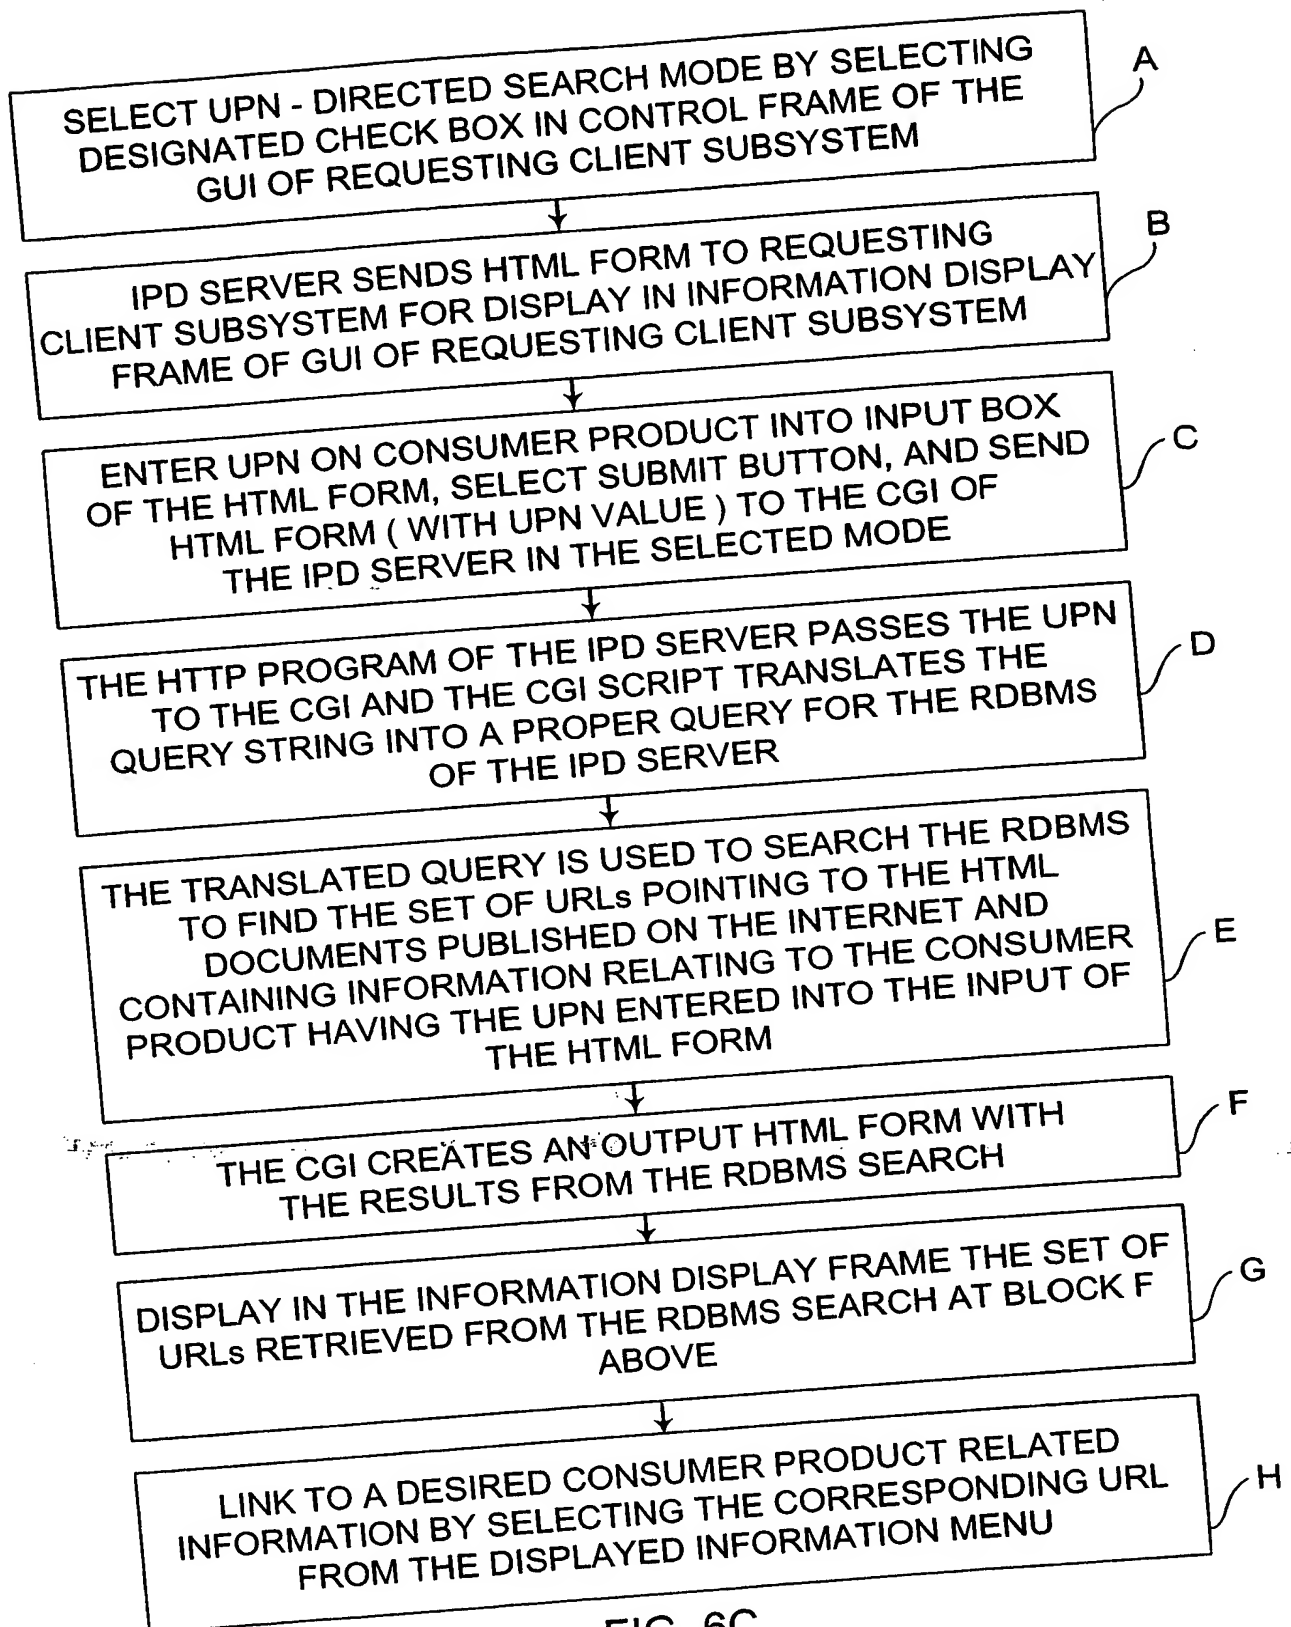 SELECT UPN - DIRECTED SEARCH MODE BY SELECTING
DESIGNATED CHECK BOX IN CONTROL FRAME OF THE
GUI OF REQUESTING CLIENT SUBSYSTEM
A
IPD SERVER SENDS HTML FORM TO REQUESTING
CLIENT SUBSYSTEM FOR DISPLAY IN INFORMATION DISPLAY
FRAME OF GUI OF REQUESTING CLIENT SUBSYSTEM
B
ENTER UPN ON CONSUMER PRODUCT INTO INPUT BOX
OF THE HTML FORM, SELECT SUBMIT BUTTON, AND SEND
HTML FORM ( WITH UPN VALUE ) TO THE CGI OF
THE IPD SERVER IN THE SELECTED MODE
C
THE HTTP PROGRAM OF THE IPD SERVER PASSES THE UPN
TO THE CGI AND THE CGI SCRIPT TRANSLATES THE
QUERY STRING INTO A PROPER QUERY FOR THE RDBMS
OF THE IPD SERVER
D
THE TRANSLATED QUERY IS USED TO SEARCH THE RDBMS
TO FIND THE SET OF URLs POINTING TO THE HTML
DOCUMENTS PUBLISHED ON THE INTERNET AND
CONTAINING INFORMATION RELATING TO THE CONSUMER
PRODUCT HAVING THE UPN ENTERED INTO THE INPUT OF
THE HTML FORM
E
THE CGI CREATES AN OUTPUT HTML FORM WITH
THE RESULTS FROM THE RDBMS SEARCH
F
DISPLAY IN THE INFORMATION DISPLAY FRAME THE SET OF
URLs RETRIEVED FROM THE RDBMS SEARCH AT BLOCK F
ABOVE
G
LINK TO A DESIRED CONSUMER PRODUCT RELATED
INFORMATION BY SELECTING THE CORRESPONDING URL
FROM THE DISPLAYED INFORMATION MENU
H
FIG. 6C